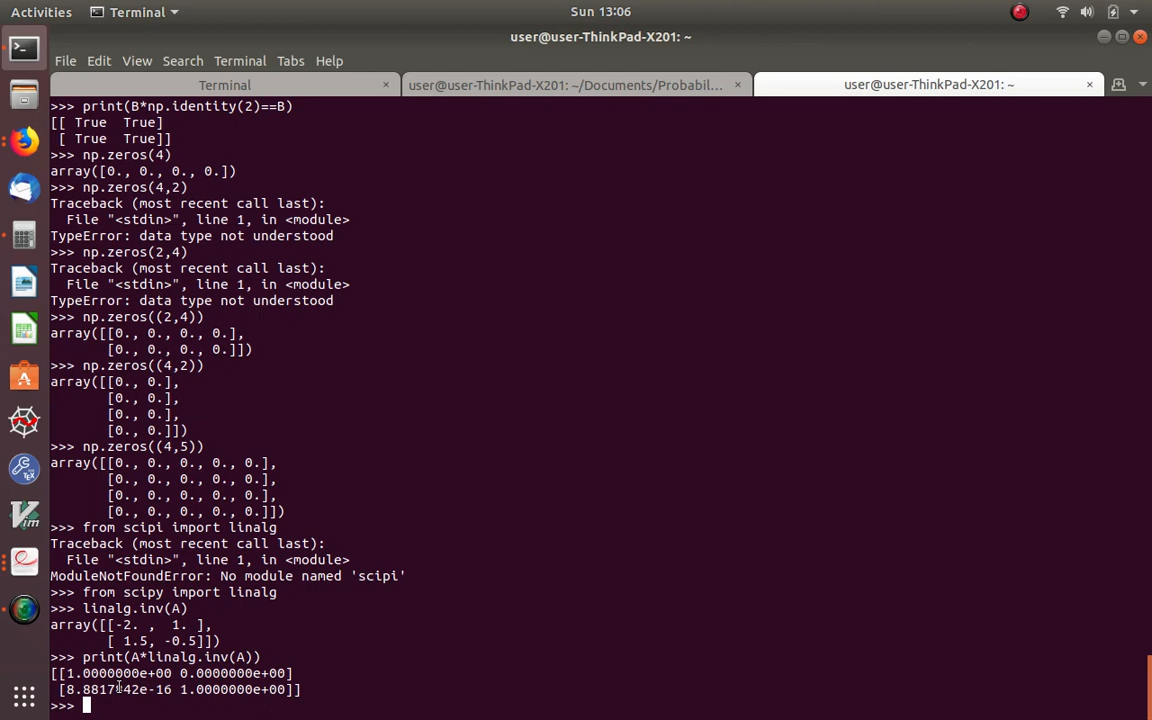 Activities Terminal Sun 13:06
user@user-ThinkPad-X201: ~
File Edit View Search Terminal Tabs Help
Terminal × user@user-ThinkPad-X201: ~/Documents/Probabil... × user@user-ThinkPad-X201: ~ ×
>>> print(B*np.identity(2)==B)
[[ True  True]
 [ True  True]]
>>> np.zeros(4)
array([0., 0., 0., 0.])
>>> np.zeros(4,2)
Traceback (most recent call last):
  File "<stdin>", line 1, in <module>
TypeError: data type not understood
>>> np.zeros(2,4)
Traceback (most recent call last):
  File "<stdin>", line 1, in <module>
TypeError: data type not understood
>>> np.zeros((2,4))
array([[0., 0., 0., 0.],
       [0., 0., 0., 0.]])
>>> np.zeros((4,2))
array([[0., 0.],
       [0., 0.],
       [0., 0.],
       [0., 0.]])
>>> np.zeros((4,5))
array([[0., 0., 0., 0., 0.],
       [0., 0., 0., 0., 0.],
       [0., 0., 0., 0., 0.],
       [0., 0., 0., 0., 0.]])
>>> from scipi import linalg
Traceback (most recent call last):
  File "<stdin>", line 1, in <module>
ModuleNotFoundError: No module named 'scipi'
>>> from scipy import linalg
>>> linalg.inv(A)
array([[-2. ,  1. ],
       [ 1.5, -0.5]])
>>> print(A*linalg.inv(A))
[[1.0000000e+00 0.0000000e+00]
 1.0000000e+00]]
>>>